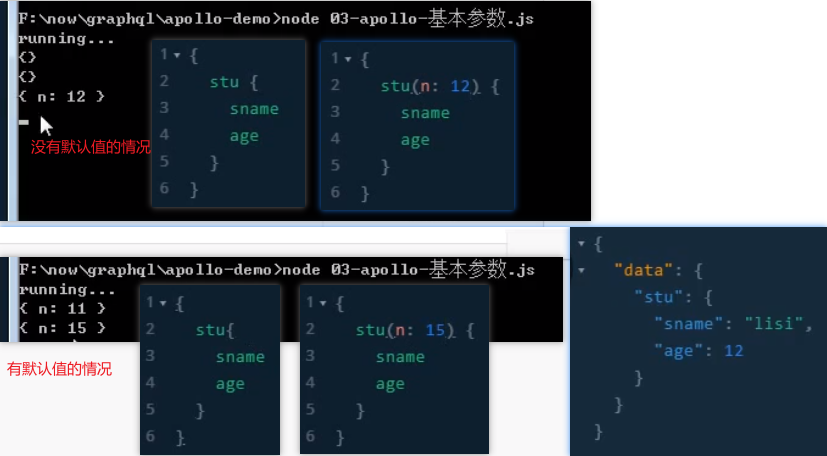 F:\now\graphql\apollo-demo>node 03-apollo-基本参数.js
running...
{}
{}
{ n: 12 }
没有默认值的情况
1 {
2 stu {
3 sname
4 age
5 }
6 }
1 {
2 stu(n: 12) {
3 sname
4 age
5 }
6 }
F:\now\graphql\apollo-demo>node 03-apollo-基本参数.js
running...
{ n: 11 }
{ n: 15 }
有默认值的情况
1 {
2 stu{
3 sname
4 age
5 }
6 }
1 {
2 stu(n: 15) {
3 sname
4 age
5 }
6 }
{
"data": {
"stu": {
"sname": "lisi",
"age": 12
}
}
}